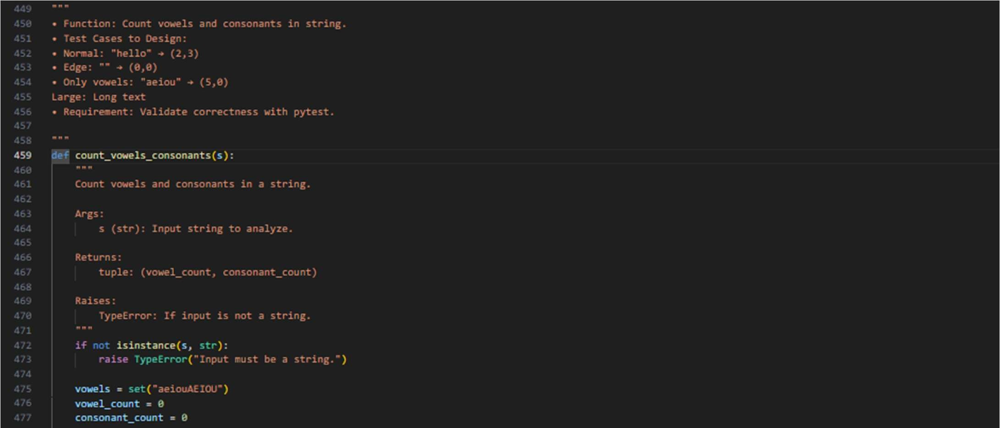 449 """
450 • Function: Count vowels and consonants in string.
451 • Test Cases to Design:
452 • Normal: "hello" → (2,3)
453 • Edge: "" → (0,0)
454 • Only vowels: "aeiou" → (5,0)
455 Large: Long text
456 • Requirement: Validate correctness with pytest.
457
458 """
459 def count_vowels_consonants(s):
460     """
461     Count vowels and consonants in a string.
462
463     Args:
464         s (str): Input string to analyze.
465
466     Returns:
467         tuple: (vowel_count, consonant_count)
468
469     Raises:
470         TypeError: If input is not a string.
471     """
472     if not isinstance(s, str):
473         raise TypeError("Input must be a string.")
474
475     vowels = set("aeiouAEIOU")
476     vowel_count = 0
477     consonant_count = 0